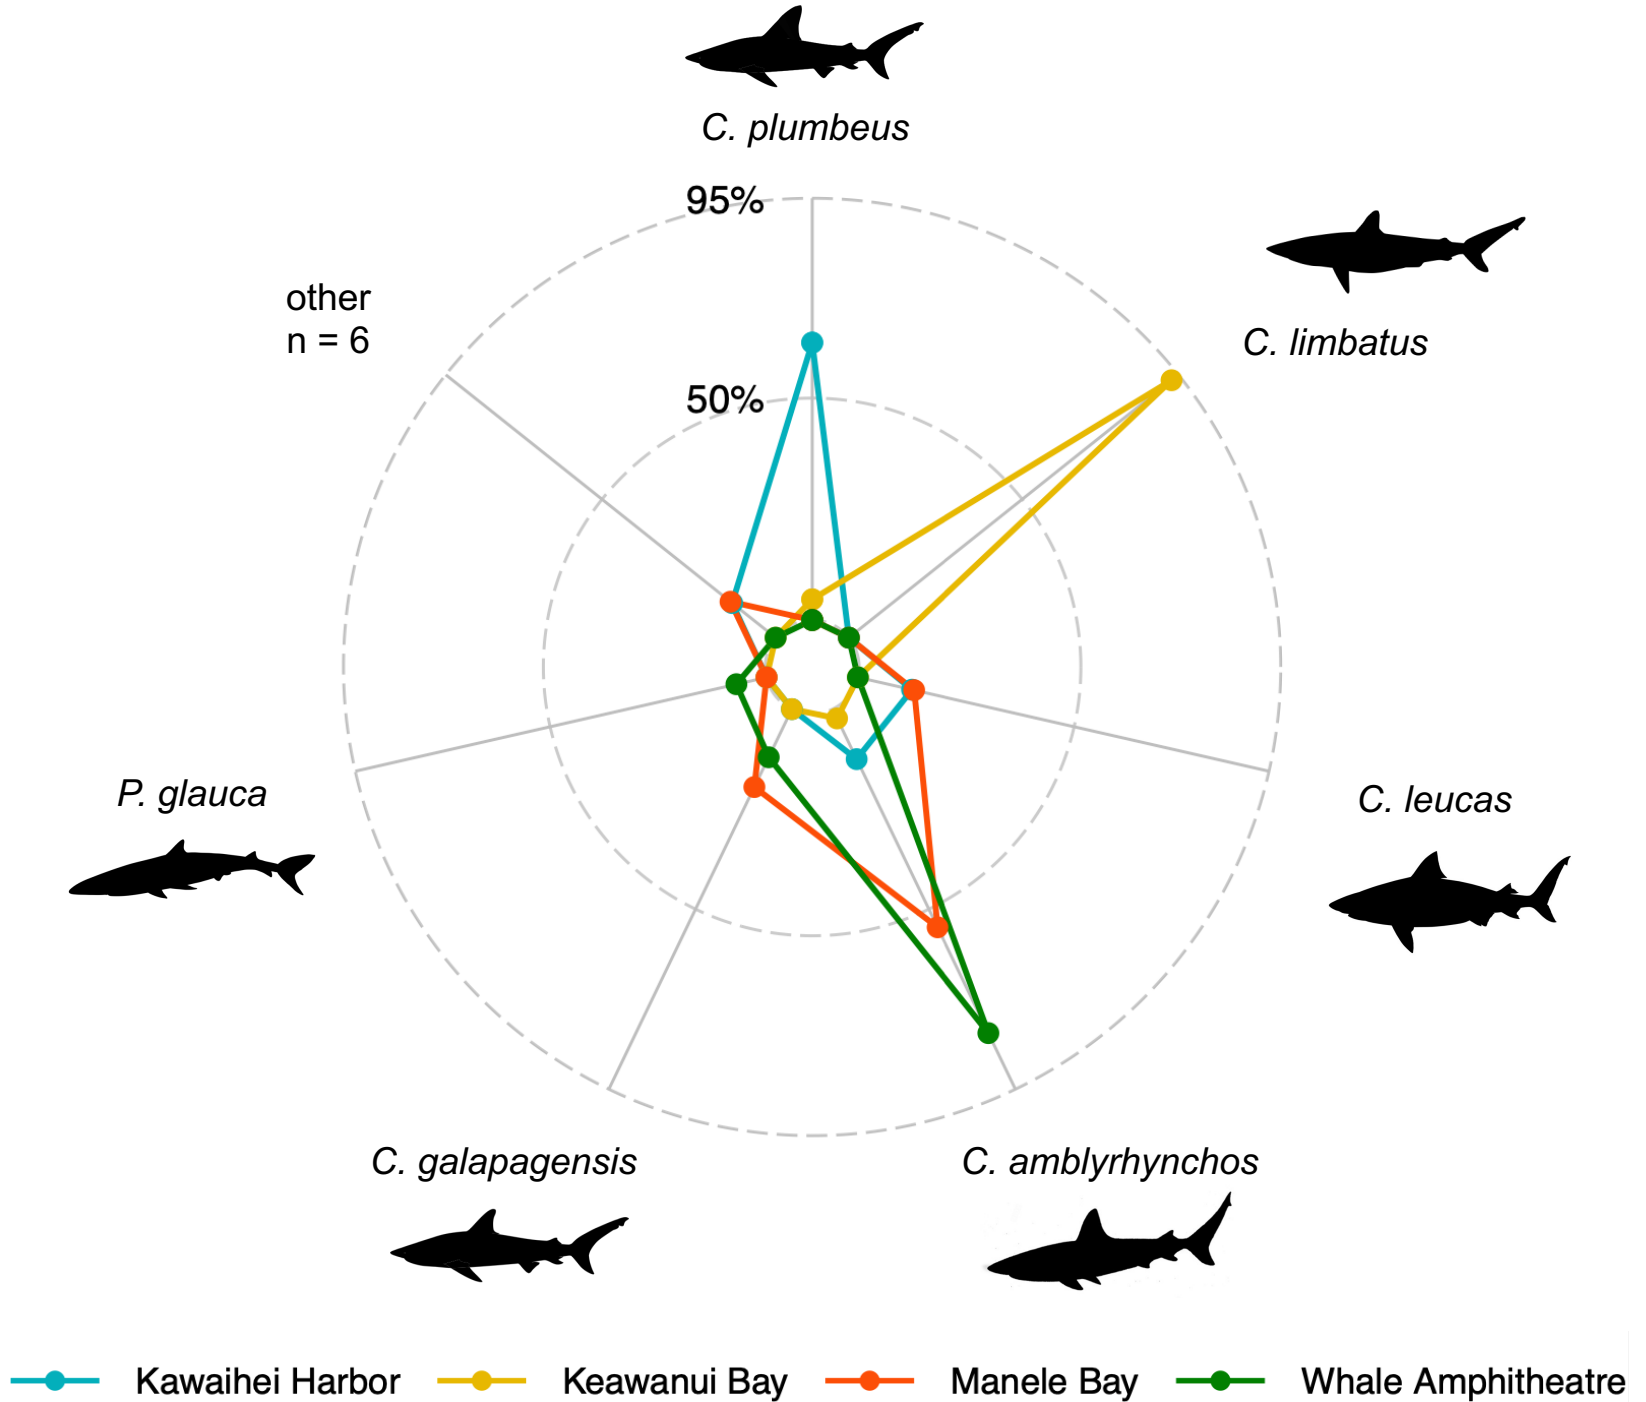 C. plumbeus
95%
other
n = 6
C. limbatus
50%
P. glauca
C. leucas
C. galapagensis
C. amblyrhynchos
Kawaihei Harbor
Keawanui Bay
Manele Bay
Whale Amphitheatre